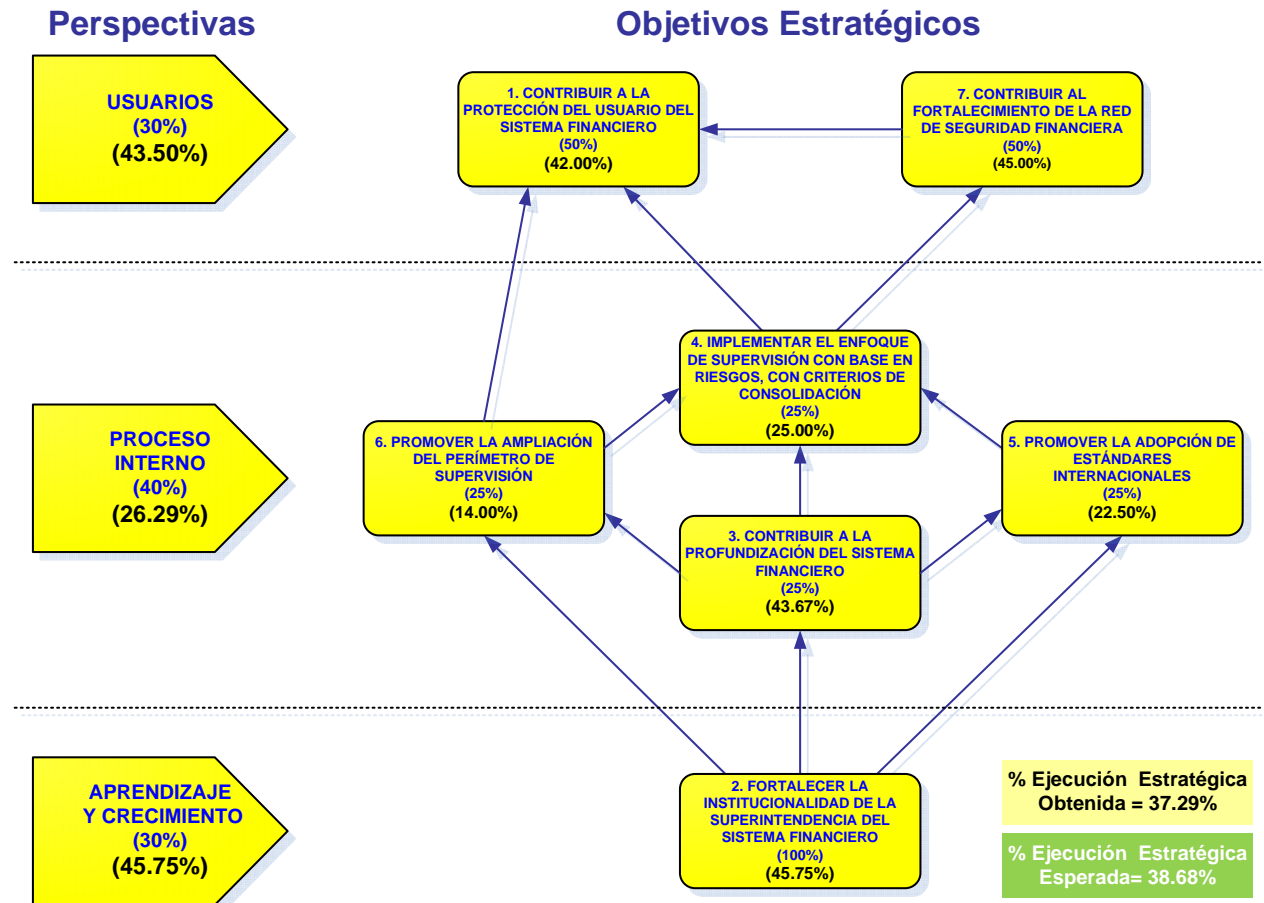 Perspectivas
Objetivos Estratégicos
USUARIOS
(30%)
(43.50%)
1. CONTRIBUIR A LA
PROTECCIÓN DEL USUARIO DEL
SISTEMA FINANCIERO
(50%)
(42.00%)
7. CONTRIBUIR AL
FORTALECIMIENTO DE LA RED
DE SEGURIDAD FINANCIERA
(50%)
(45.00%)
PROCESO
INTERNO
(40%)
(26.29%)
4. IMPLEMENTAR EL ENFOQUE
DE SUPERVISIÓN CON BASE EN
RIESGOS, CON CRITERIOS DE
CONSOLIDACIÓN
(25%)
(25.00%)
6. PROMOVER LA AMPLIACIÓN
DEL PERÍMETRO DE
SUPERVISIÓN
(25%)
(14.00%)
5. PROMOVER LA ADOPCIÓN DE
ESTÁNDARES
INTERNACIONALES
(25%)
(22.50%)
3. CONTRIBUIR A LA
PROFUNDIZACIÓN DEL SISTEMA
FINANCIERO
(25%)
(43.67%)
APRENDIZAJE
Y CRECIMIENTO
(30%)
(45.75%)
2. FORTALECER LA
INSTITUCIONALIDAD DE LA
SUPERINTENDENCIA DEL
SISTEMA FINANCIERO
(100%)
(45.75%)
% Ejecución Estratégica
Obtenida = 37.29%
% Ejecución Estratégica
Esperada= 38.68%